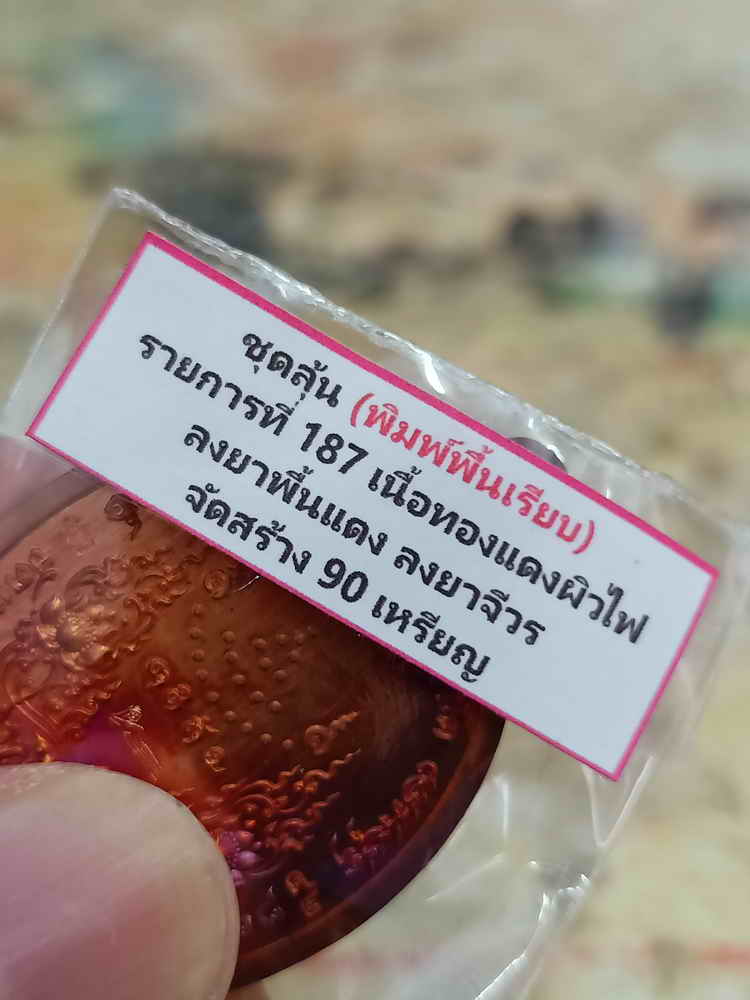 ชุดลุ้น (พิมพ์พื้นเรียบ)
รายการที่ 187 เนื้อทองแดงผิวไฟ
ลงยาพื้นแดง ลงยาจีวร
จัดสร้าง 90 เหรียญ